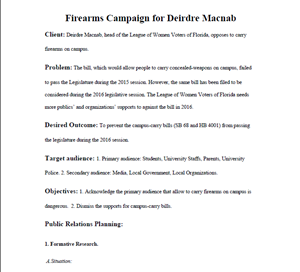 Firearms Campaign for Deirdre Macnab
Client: Deirdre Macnab, head of the League of Women Voters of Florida, opposes to carry
firearms on campus.
Problem: The bill, which would allow people to carry concealed-weapons on campus, failed
to pass the Legislature during the 2015 session. However, the same bill has been filed to be
considered during the 2016 legislative session. The League of Women Voters of Florida needs
more publics' and organizations' supports to against the bill in 2016.
Desired Outcome: To prevent the campus-carry bills (SB 68 and HB 4001) from passing
the legislature during the 2016 session.
Target audience: 1. Primary audience: Students, University Staffs, Parents, University
Police. 2. Secondary audience: Media, Local Government, Local Organizations.
Objectives: 1. Acknowledge the primary audience that allow to carry firearms on campus is
dangerous. 2. Dismiss the supports for campus-carry bills.
Public Relations Planning:
1. Formative Research.
A.Situation: